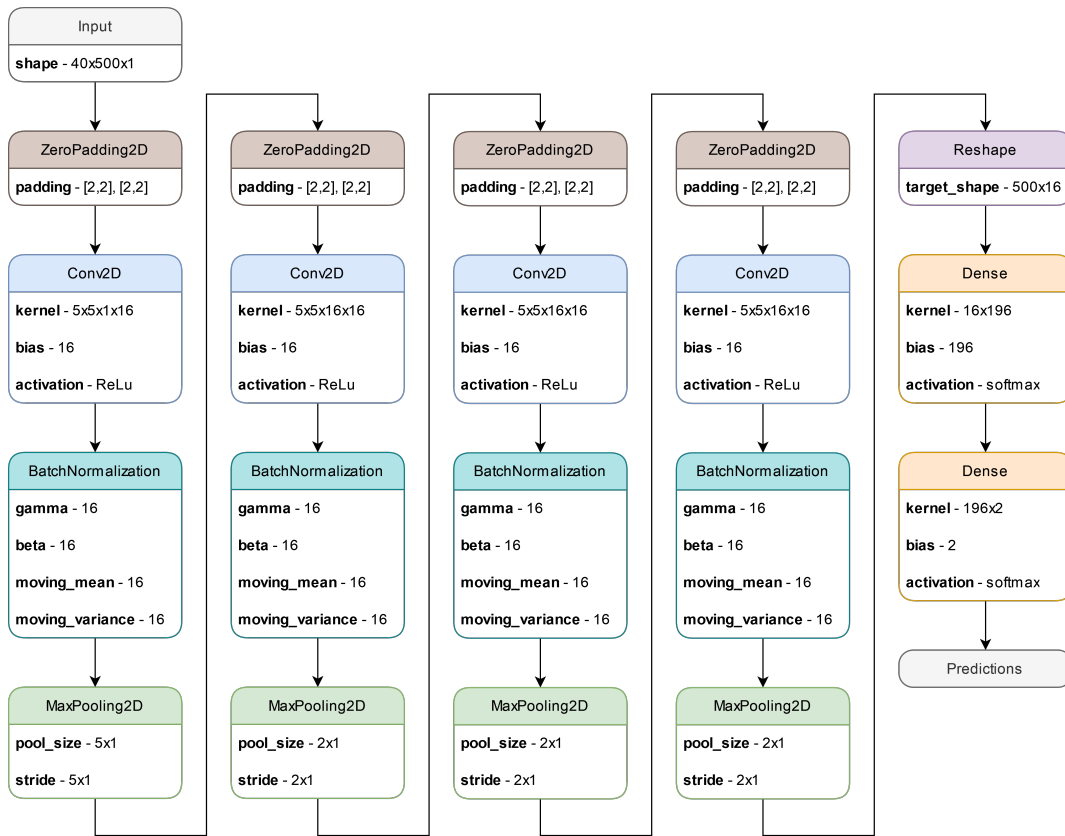 Input
shape - 40x500x1
ZeroPadding2D
padding - [2,2], [2,2]
Conv2D
kernel - 5x5x1x16
bias - 16
activation - ReLu
BatchNormalization
gamma - 16
beta - 16
moving_mean - 16
moving_variance - 16
MaxPooling2D
pool_size - 5x1
stride - 5x1
ZeroPadding2D
padding - [2,2], [2,2]
Conv2D
kernel - 5x5x16x16
bias - 16
activation - ReLu
BatchNormalization
gamma - 16
beta - 16
moving_mean - 16
moving_variance - 16
MaxPooling2D
pool_size - 2x1
stride - 2x1
ZeroPadding2D
padding - [2,2], [2,2]
Conv2D
kernel - 5x5x16x16
bias - 16
activation - ReLu
BatchNormalization
gamma - 16
beta - 16
moving_mean - 16
moving_variance - 16
MaxPooling2D
pool_size - 2x1
stride - 2x1
ZeroPadding2D
padding - [2,2], [2,2]
Conv2D
kernel - 5x5x16x16
bias - 16
activation - ReLu
BatchNormalization
gamma - 16
beta - 16
moving_mean - 16
moving_variance - 16
MaxPooling2D
pool_size - 2x1
stride - 2x1
Reshape
target_shape - 500x16
Dense
kernel - 16x196
bias - 196
activation - softmax
Dense
kernel - 196x2
bias - 2
activation - softmax
Predictions